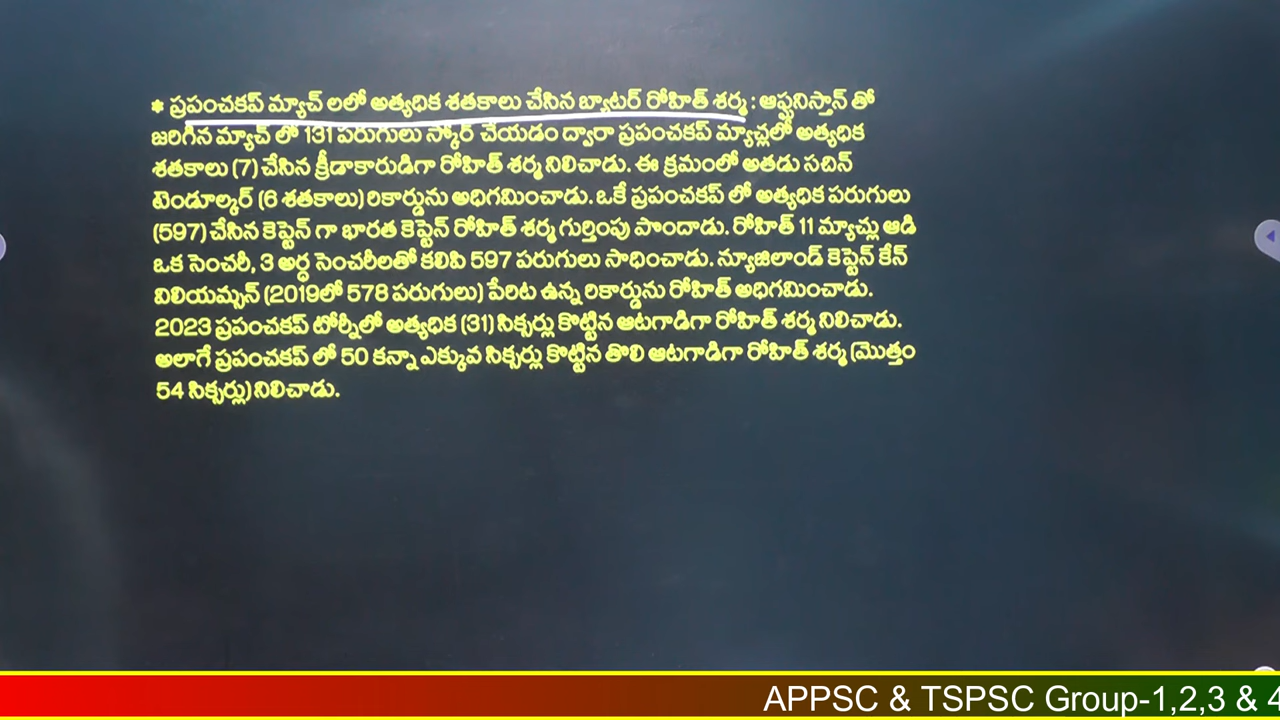 * ప్రపంచకప్ మ్యాచ్ లలో అత్యధిక శతకాలు చేసిన బ్యాటర్ రోహిత్ శర్మ : ఆఫ్ఘనిస్తాన్ తో
జరిగిన మ్యాచ్ లో 131 పరుగులు స్కోర్ చేయడం ద్వారా ప్రపంచకప్ మ్యాచ్లలో అత్యధిక
శతకాలు (7) చేసిన క్రీడాకారుడిగా రోహిత్ శర్మ నిలిచాడు. ఈ క్రమంలో అతడు సచిన్
టెండూల్కర్ (6 శతకాలు) రికార్డును అధిగమించాడు. ఒకే ప్రపంచకప్ లో అత్యధిక పరుగులు
(597) చేసిన కెప్టెన్ గా భారత కెప్టెన్ రోహిత్ శర్మ గుర్తింపు పొందాడు. రోహిత్ 11 మ్యాచ్లు ఆడి
ఒక సెంచరీ, 3 అర్ధ సెంచరీలతో కలిపి 597 పరుగులు సాధించాడు. న్యూజిలాండ్ కెప్టెన్ కేన్
విలియమ్సన్ (2019లో 578 పరుగులు) పేరిట ఉన్న రికార్డును రోహిత్ అధిగమించాడు.
2023 ప్రపంచకప్ టోర్నీలో అత్యధిక (31) సిక్సర్లు కొట్టిన ఆటగాడిగా రోహిత్ శర్మ నిలిచాడు.
అలాగే ప్రపంచకప్ లో 50 కన్నా ఎక్కువ సిక్సర్లు కొట్టిన తొలి ఆటగాడిగా రోహిత్ శర్మ (మొత్తం
54 సిక్సర్లు) నిలిచాడు.
APPSC & TSPSC Group-1,2,3 & 4